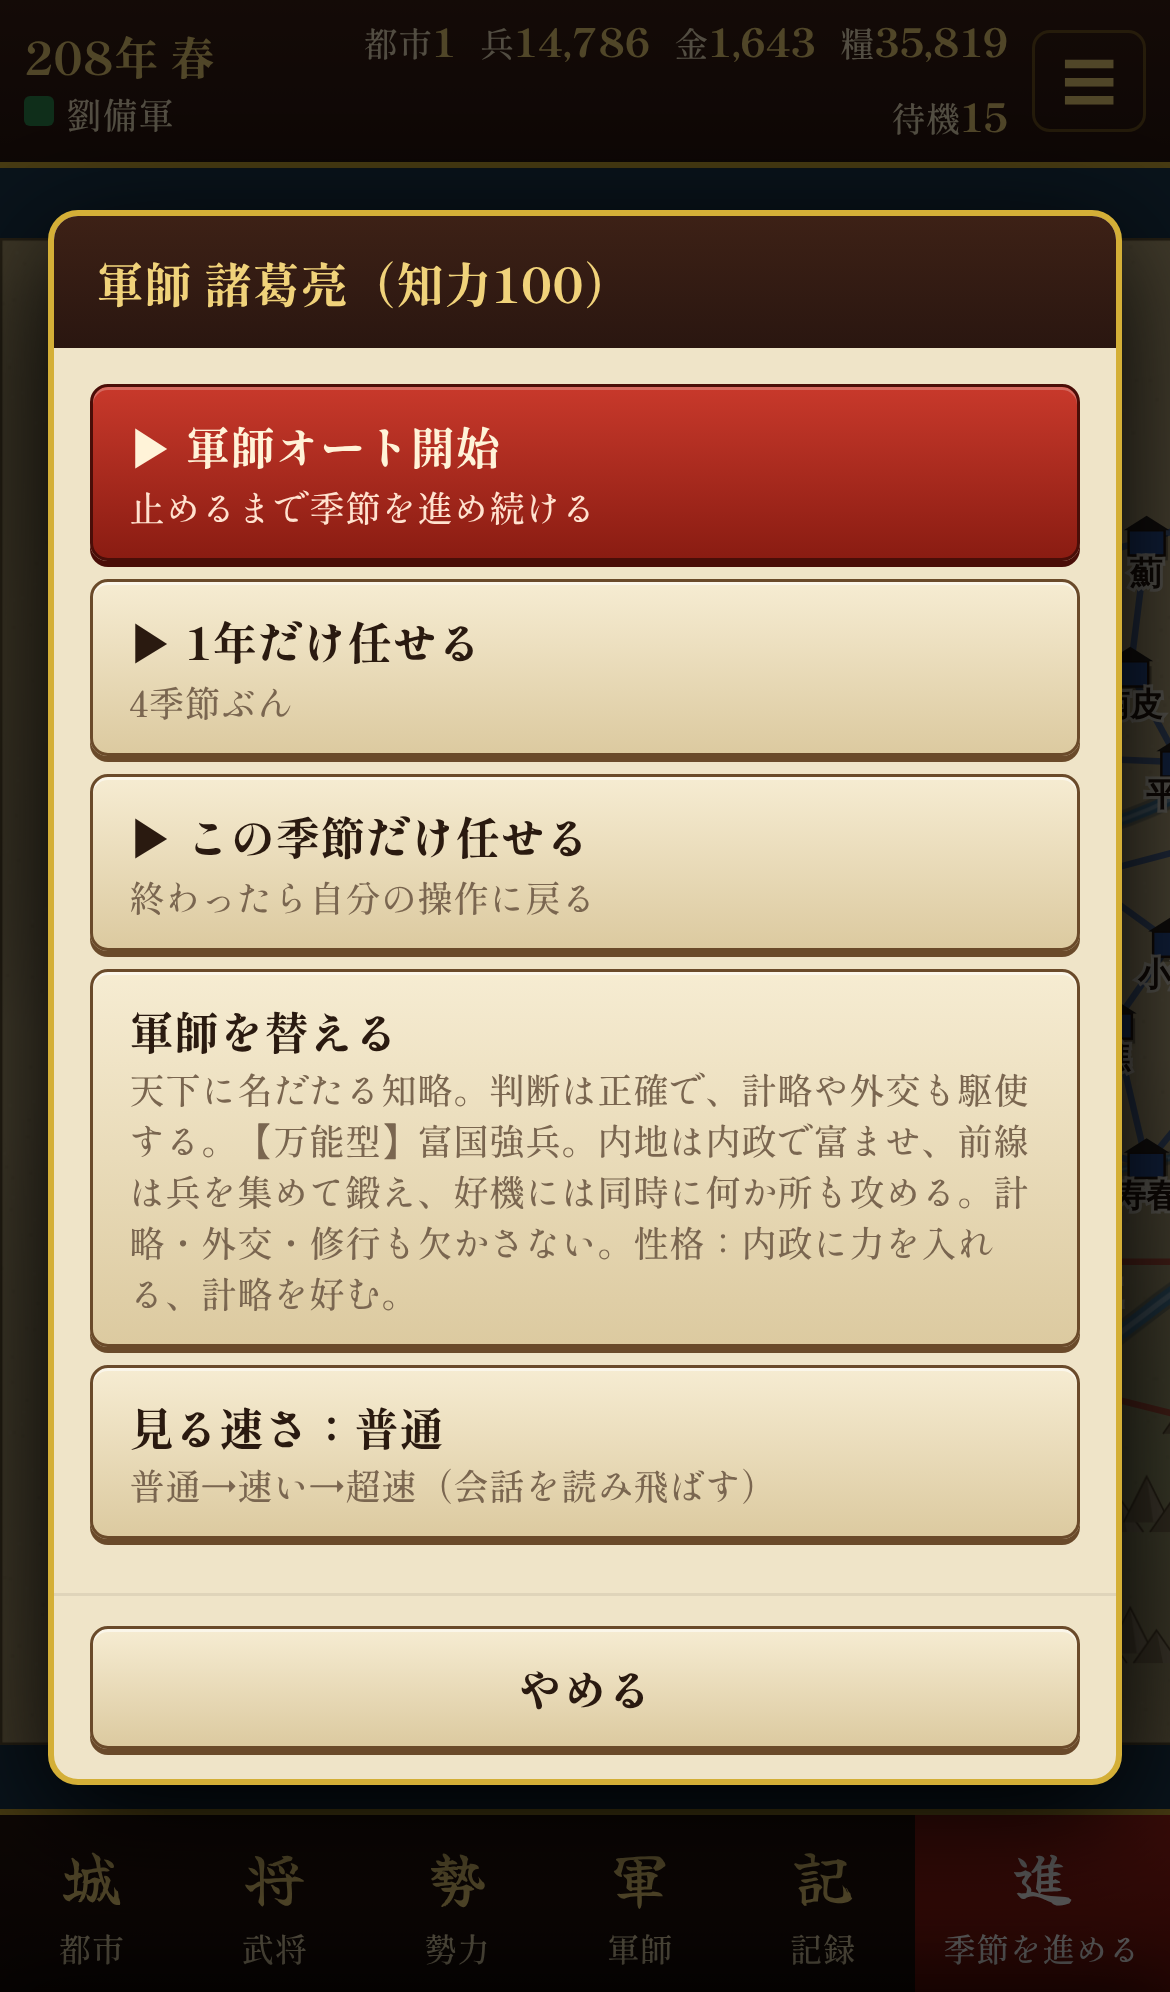 208年 春
都市1 兵14,786 金1,643 糧35,819
劉備軍
待機15
軍師 諸葛亮（知力100）
▶ 軍師オート開始
止めるまで季節を進め続ける
▶ 1年だけ任せる
4季節ぶん
▶ この季節だけ任せる
終わったら自分の操作に戻る
軍師を替える
天下に名だたる知略。判断は正確で、計略や外交も駆使
する。【万能型】富国強兵。内地は内政で富ませ、前線
は兵を集めて鍛え、好機には同時に何か所も攻める。計
略・外交・修行も欠かさない。性格：内政に力を入れ
る、計略を好む。
見る速さ：普通
普通→速い→超速（会話を読み飛ばす）
やめる
薊
皮
平
小
寿春
城 将 勢 軍 記 進
都市 武将 勢力 軍師 記録 季節を進める